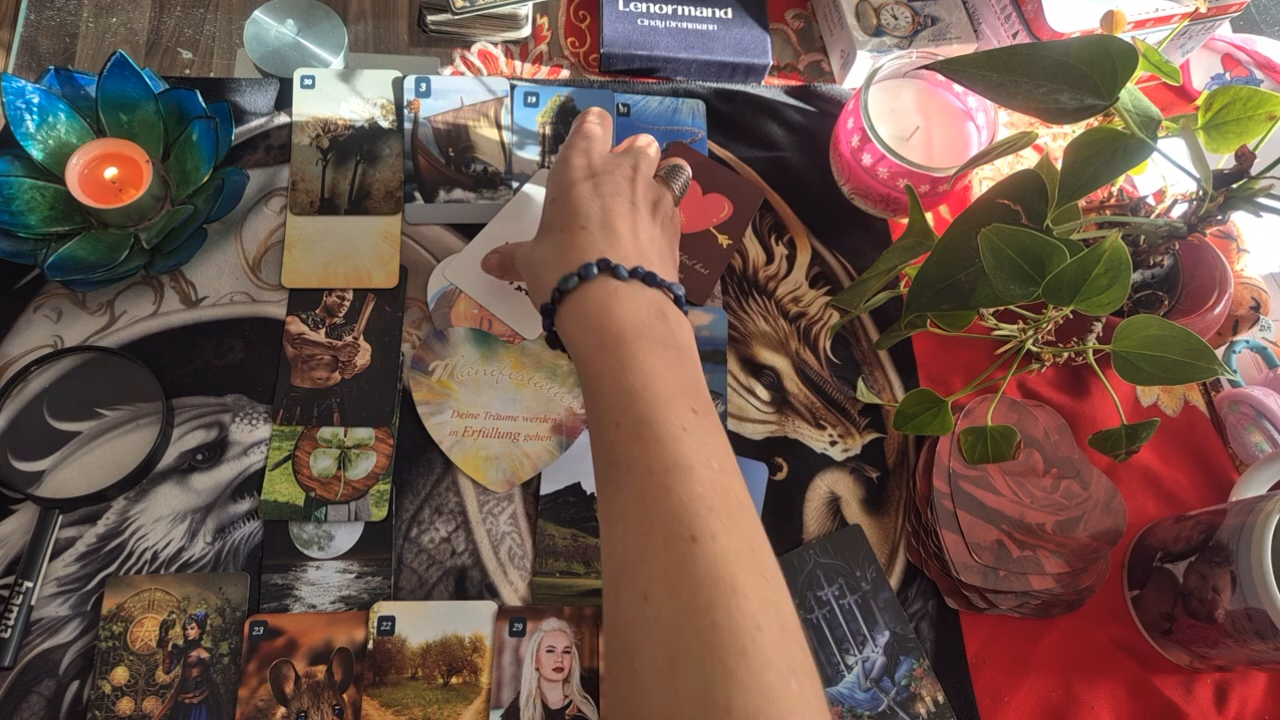 Lenormand
Cindy Drehmann
30
3
19
Manifestation
Deine Träume werden
in Erfüllung gehen.
23
22
29